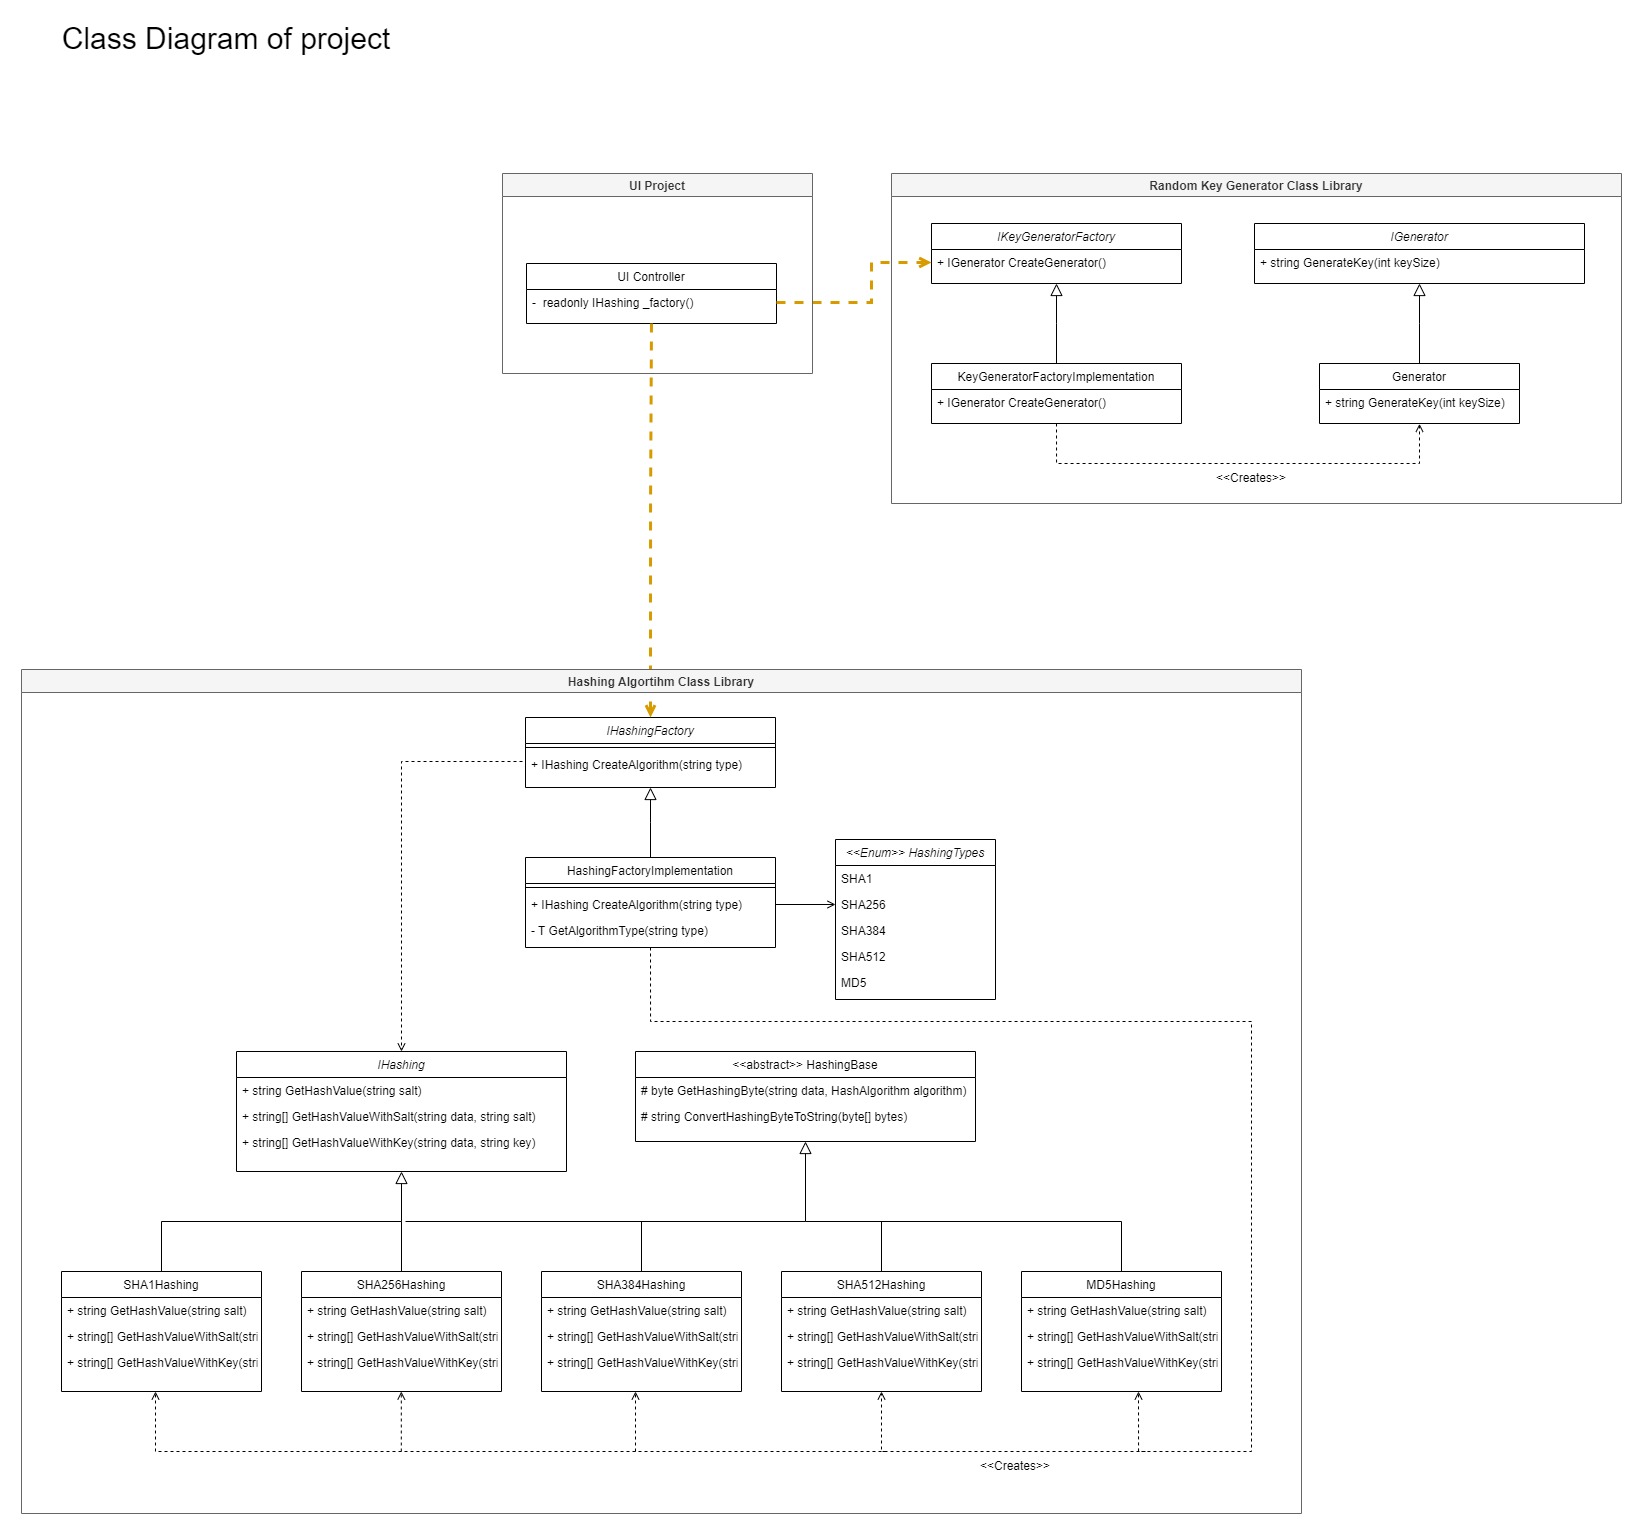 Class Diagram of project
UI Project
UI Controller
- readonly IHashing _factory()
Random Key Generator Class Library
IKeyGeneratorFactory
+ IGenerator CreateGenerator()
IGenerator
+ string GenerateKey(int keySize)
KeyGeneratorFactoryImplementation
+ IGenerator CreateGenerator()
Generator
+ string GenerateKey(int keySize)
<<Creates>>
Hashing Algortihm Class Library
IHashingFactory
+ IHashing CreateAlgorithm(string type)
HashingFactoryImplementation
+ IHashing CreateAlgorithm(string type)
- T GetAlgorithmType(string type)
<<Enum>> HashingTypes
SHA1
SHA256
SHA384
SHA512
MD5
IHashing
+ string GetHashValue(string salt)
+ string[] GetHashValueWithSalt(string data, string salt)
+ string[] GetHashValueWithKey(string data, string key)
<<abstract>> HashingBase
# byte GetHashingByte(string data, HashAlgorithm algorithm)
# string ConvertHashingByteToString(byte[] bytes)
SHA1Hashing
+ string GetHashValue(string salt)
+ string[] GetHashValueWithSalt(stri
+ string[] GetHashValueWithKey(stri
SHA256Hashing
+ string GetHashValue(string salt)
+ string[] GetHashValueWithSalt(stri
+ string[] GetHashValueWithKey(stri
SHA384Hashing
+ string GetHashValue(string salt)
+ string[] GetHashValueWithSalt(stri
+ string[] GetHashValueWithKey(stri
SHA512Hashing
+ string GetHashValue(string salt)
+ string[] GetHashValueWithSalt(stri
+ string[] GetHashValueWithKey(stri
MD5Hashing
+ string GetHashValue(string salt)
+ string[] GetHashValueWithSalt(stri
+ string[] GetHashValueWithKey(stri
<<Creates>>